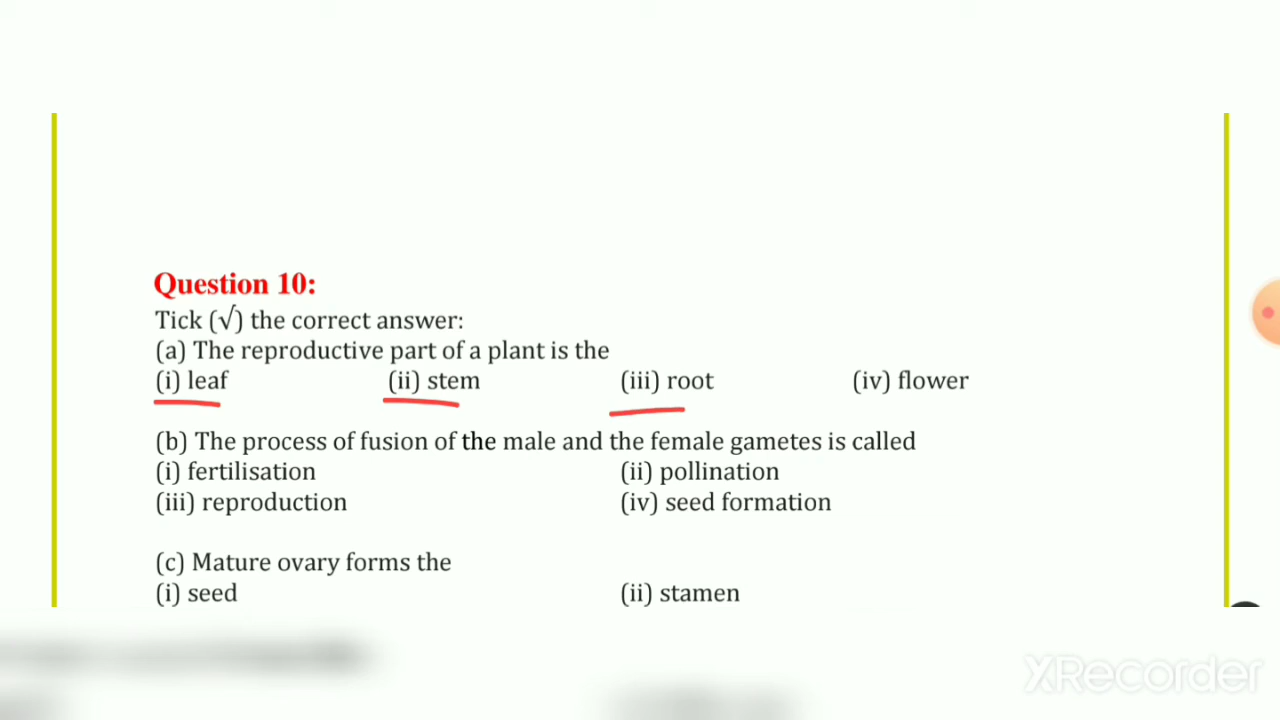 Question 10:
Tick (√) the correct answer:
(a) The reproductive part of a plant is the
(i) leaf (ii) stem (iii) root (iv) flower
(b) The process of fusion of the male and the female gametes is called
(i) fertilisation (ii) pollination
(iii) reproduction (iv) seed formation
(c) Mature ovary forms the
(i) seed (ii) stamen
XRecorder